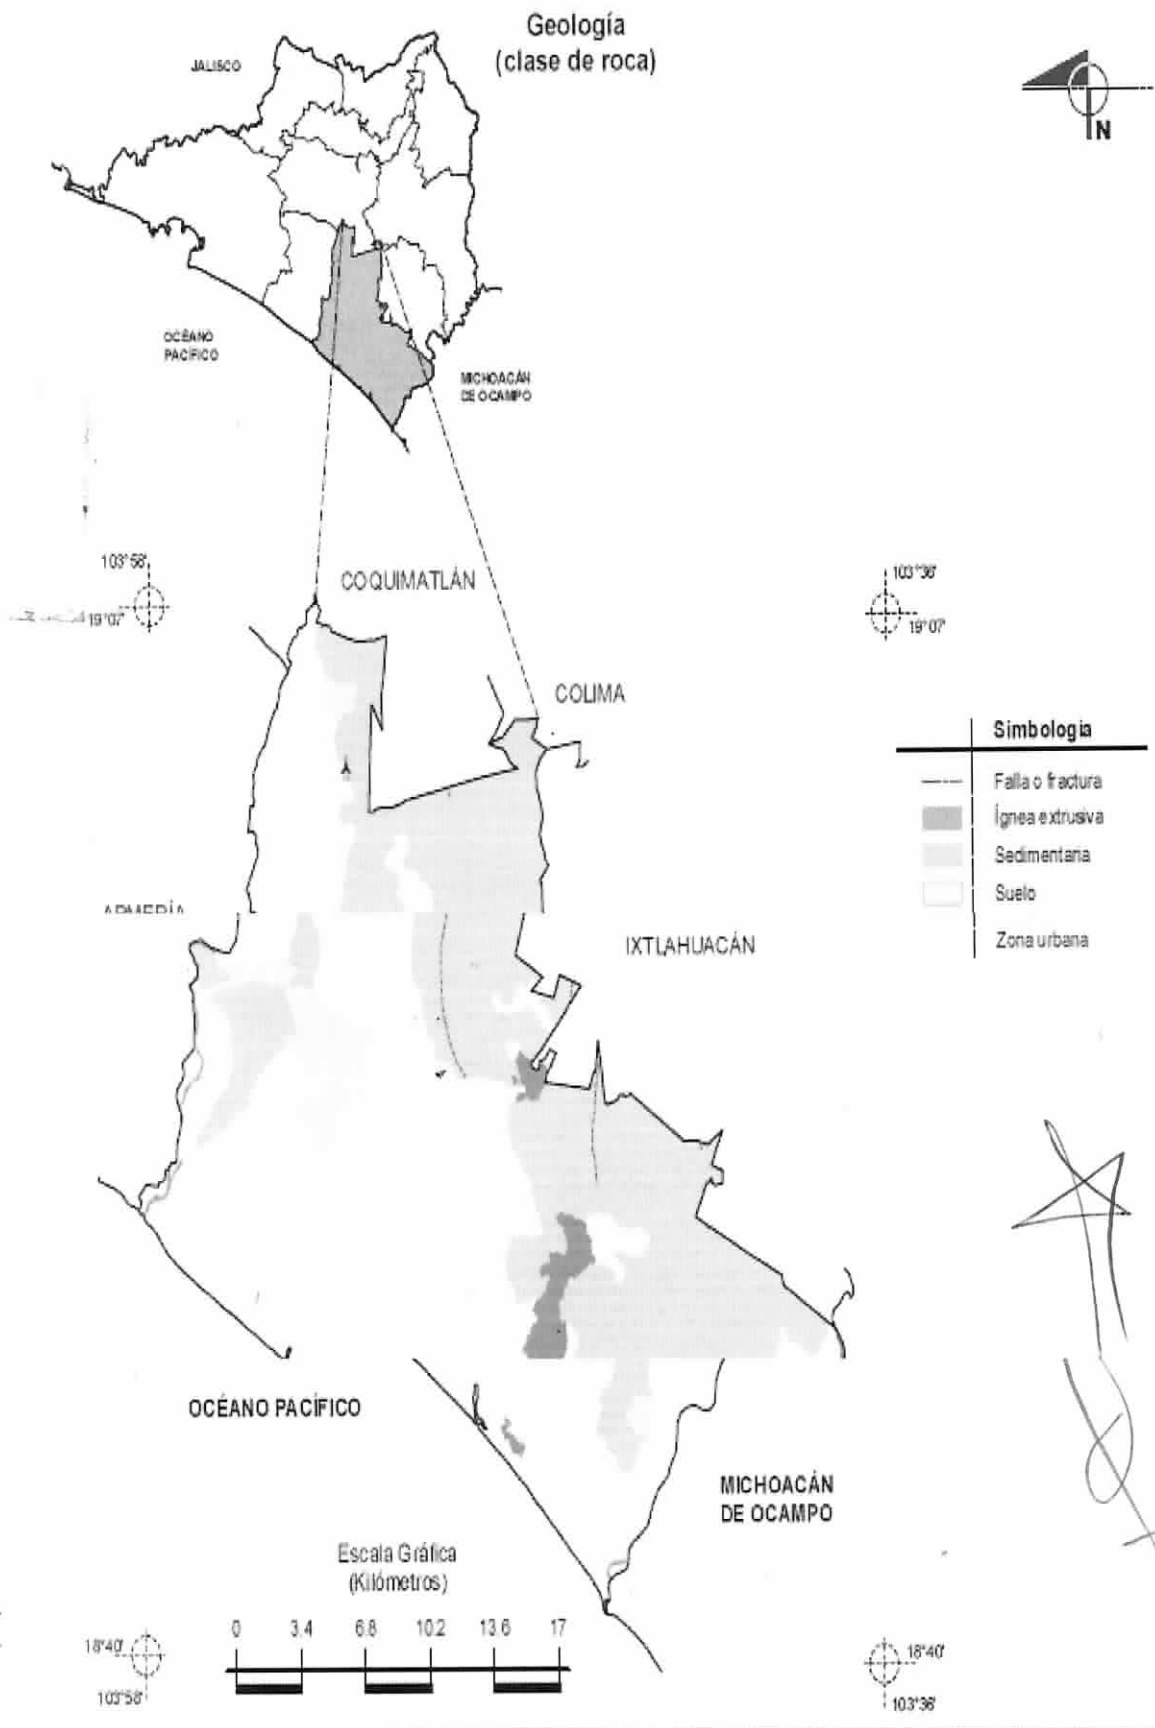 Geología
(clase de roca)
JALISCO
N
OCÉANO
PACÍFICO
MICHOACÁN
DE OCAMPO
103°58'
19°07'
COQUIMATLÁN
103°36'
19°07'
COLIMA
Simbología
Falla o fractura
Ígnea extrusiva
Sedimentaria
Suelo
Zona urbana
ARMERÍA
IXTLAHUACÁN
OCÉANO PACÍFICO
MICHOACÁN
DE OCAMPO
Escala Gráfica
(Kilómetros)
0 3.4 6.8 10.2 13.6 17
18°40'
103°58'
18°40'
103°36'